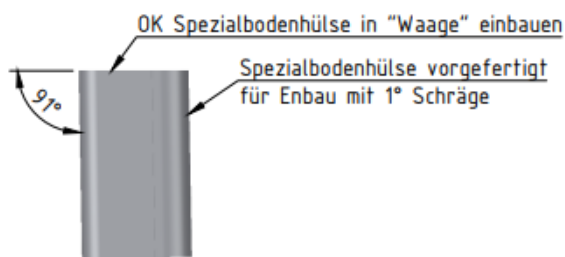 OK Spezialbodenhülse in "Waage" einbauen
Spezialbodenhülse vorgefertigt
für Enbau mit 1° Schräge
91°